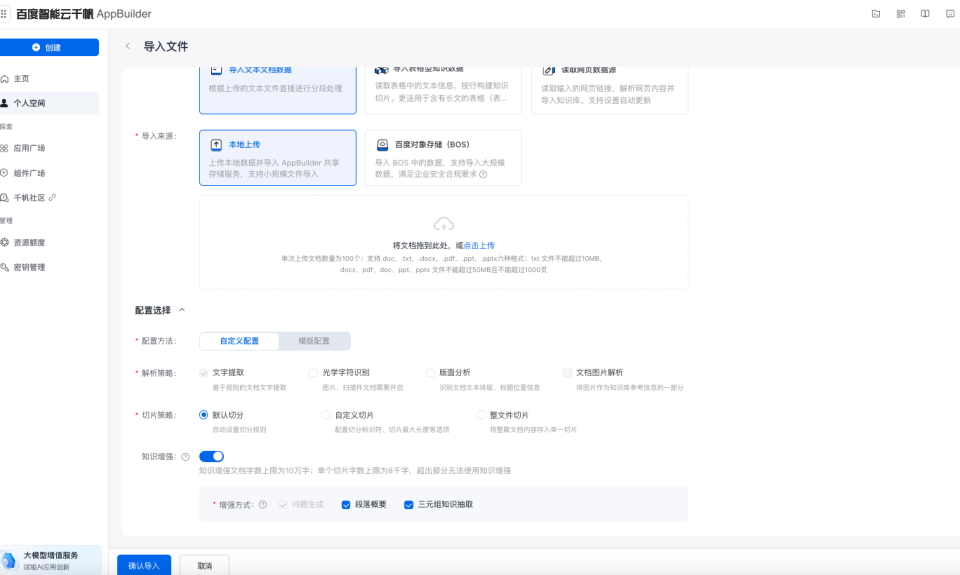 百度智能云千帆 AppBuilder
创建
主页
个人空间
探索
应用广场
组件广场
千帆社区
管理
资源额度
密钥管理
大模型增值服务
赋能AI应用创新
导入文件
导入文本文档数据
根据上传的文本文件直接进行分段处理
导入表格型知识数据
读取表格中的文本信息，按行构建知识
切片。更适用于含有长文的表格（表...
读取网页数据源
读取输入的网页链接，解析网页内容并
导入知识库。支持设置自动更新
* 导入来源:
本地上传
上传本地数据并导入 AppBuilder 共享
存储服务，支持小规模文件导入
百度对象存储（BOS）
导入 BOS 中的数据，支持导入大规模
数据，满足企业安全合规要求
将文档拖到此处，或点击上传
单次上传文档数量为100个；支持.doc、.txt、.docx、.pdf、.ppt、.pptx六种格式；txt 文件不能超过10MB,
docx、pdf、doc、ppt、pptx 文件不能超过50MB且不能超过1000页
配置选择
* 配置方法:
自定义配置
模版配置
* 解析策略:
文字提取
基于规则的文档文字提取
光学字符识别
图片、扫描件文档需要开启
版面分析
识别文档文本排版、标题位置信息
文档图片解析
将图片作为知识库参考信息的一部分
* 切片策略:
默认切分
自动设置切分规则
自定义切片
配置切分标识符、切片最大长度等选项
整文件切片
将整篇文档内容存入单一切片
知识增强:
知识增强文档字数上限为10万字；单个切片字数上限为8千字，超出部分无法使用知识增强
* 增强方式:
问题生成
段落概要
三元组知识抽取
确认导入
取消